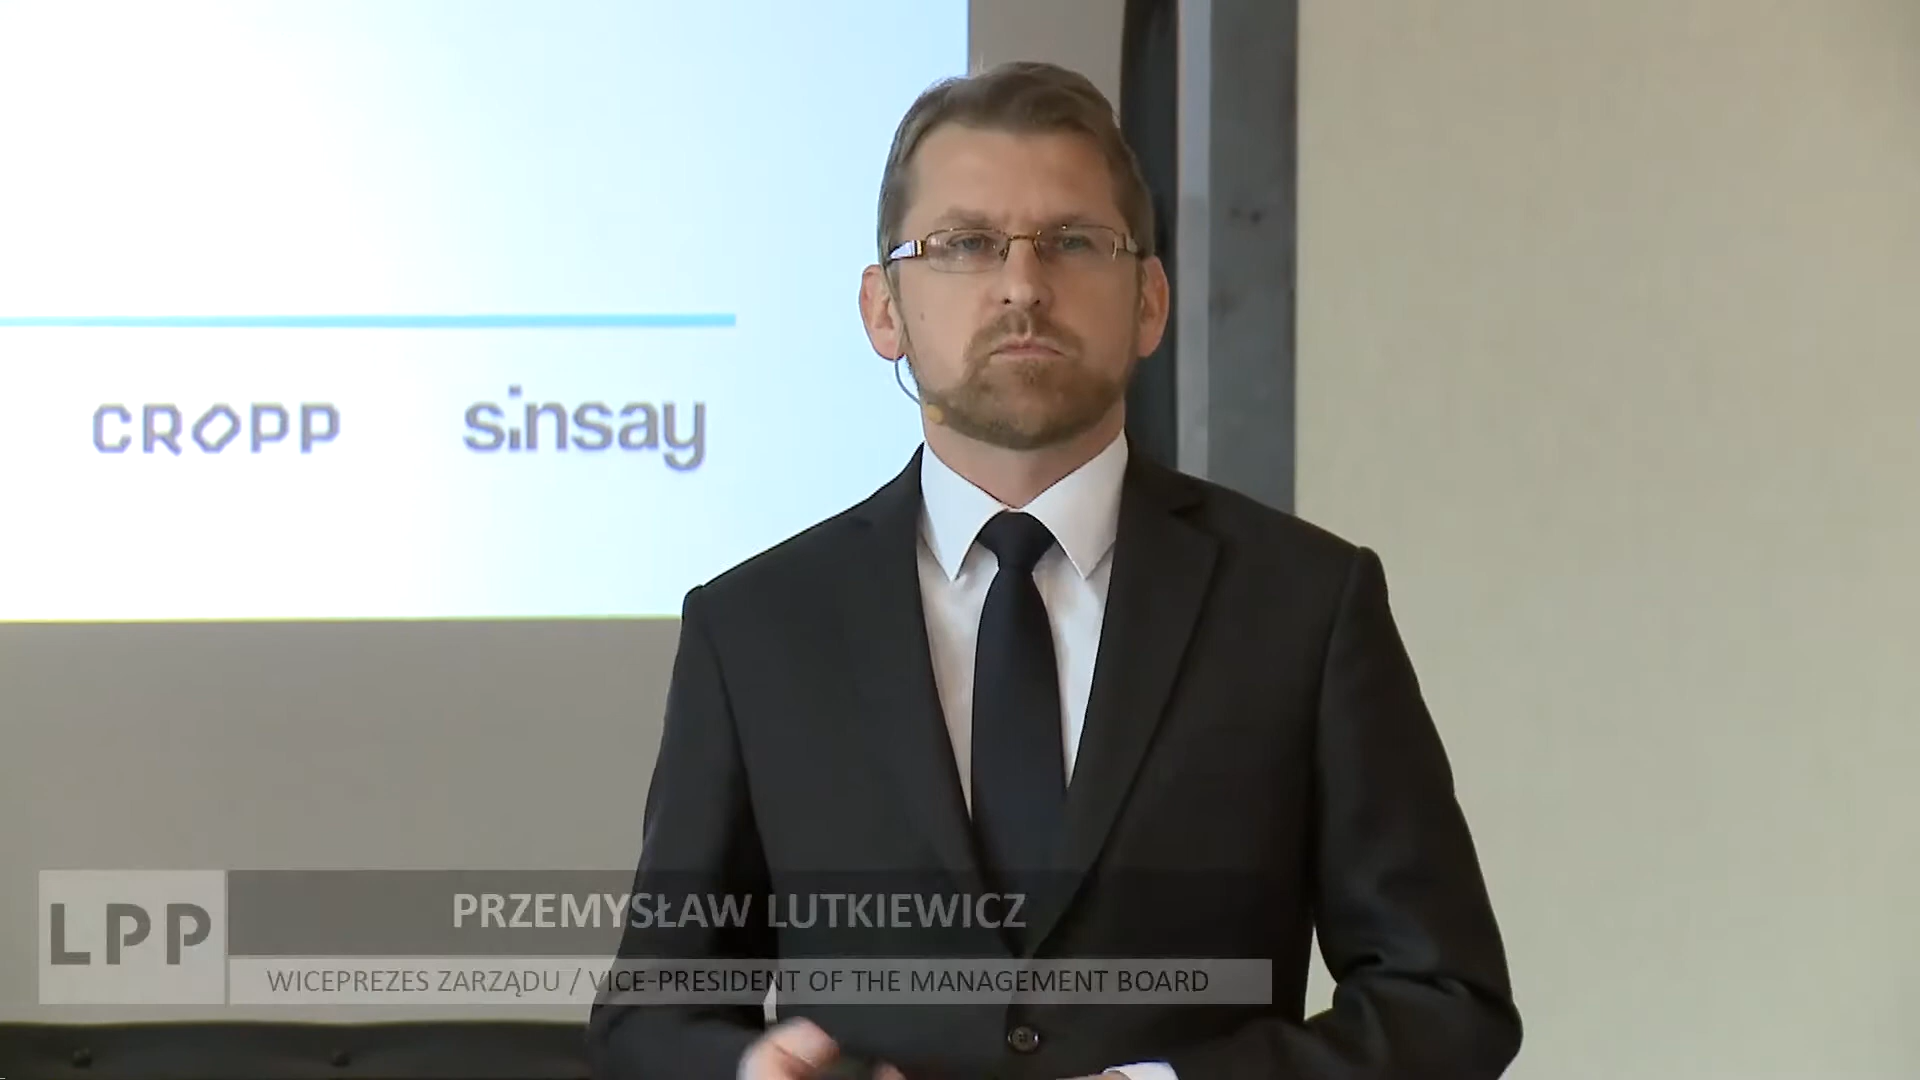 CROPP sinsay
LPP
PRZEMYSŁAW LUTKIEWICZ
WICEPREZES ZARZĄDU / VICE-PRESIDENT OF THE MANAGEMENT BOARD